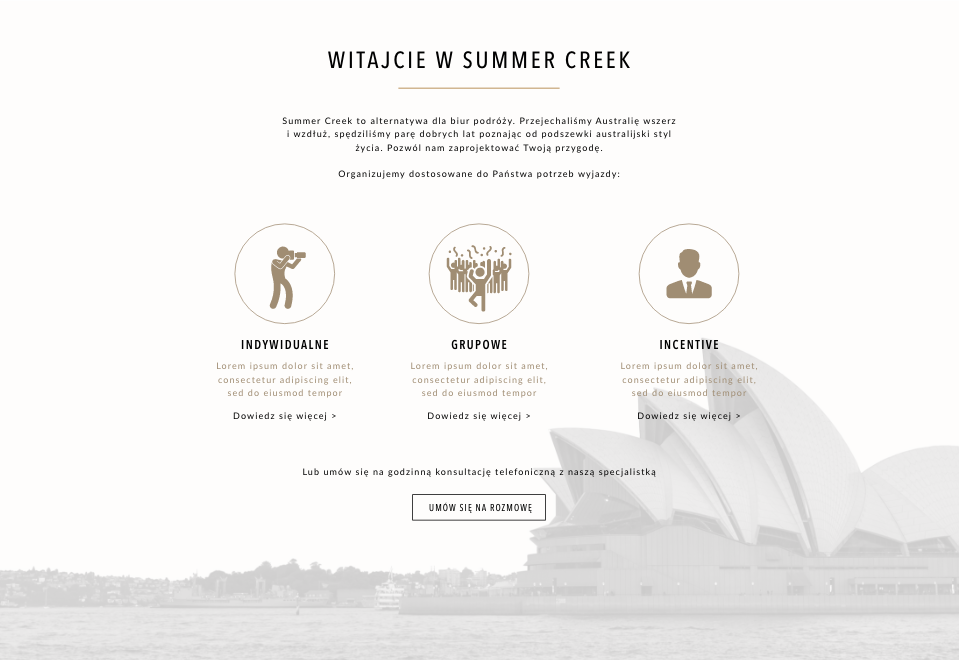 WITAJCIE W SUMMER CREEK
Summer Creek to alternatywa dla biur podróży. Przejechaliśmy Australię wszerz
i wzdłuż, spędziliśmy parę dobrych lat poznając od podszewki australijski styl
życia. Pozwól nam zaprojektować Twoją przygodę.
Organizujemy dostosowane do Państwa potrzeb wyjazdy:
INDYWIDUALNE
Lorem ipsum dolor sit amet,
consectetur adipiscing elit,
sed do eiusmod tempor
Dowiedz się więcej >
GRUPOWE
Lorem ipsum dolor sit amet,
consectetur adipiscing elit,
sed do eiusmod tempor
Dowiedz się więcej >
INCENTIVE
Lorem ipsum dolor sit amet,
consectetur adipiscing elit,
sed do eiusmod tempor
Dowiedz się więcej >
Lub umów się na godzinną konsultację telefoniczną z naszą specjalistką
UMÓW SIĘ NA ROZMOWĘ